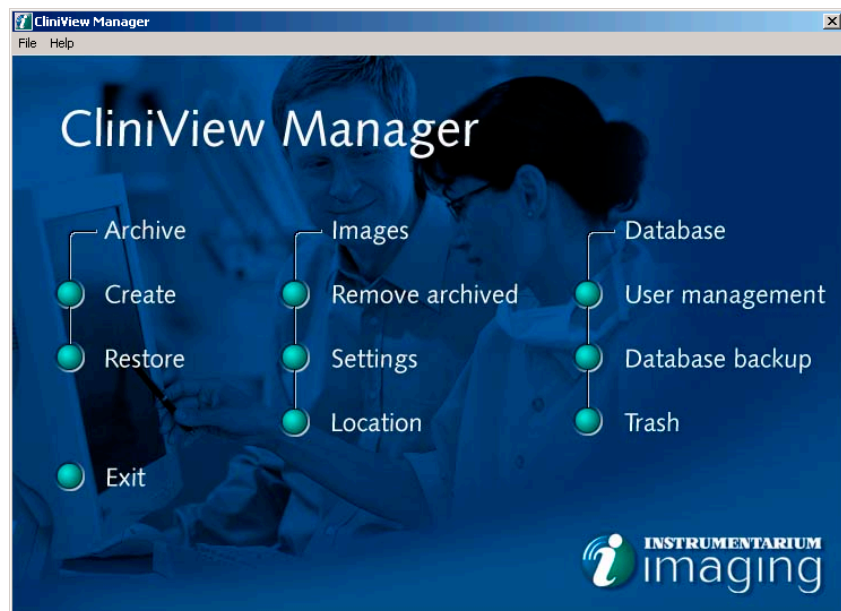 CliniView Manager
File Help
CliniView Manager
Archive
Create
Restore
Exit
Images
Remove archived
Settings
Location
Database
User management
Database backup
Trash
INSTRUMENTARIUM
imaging